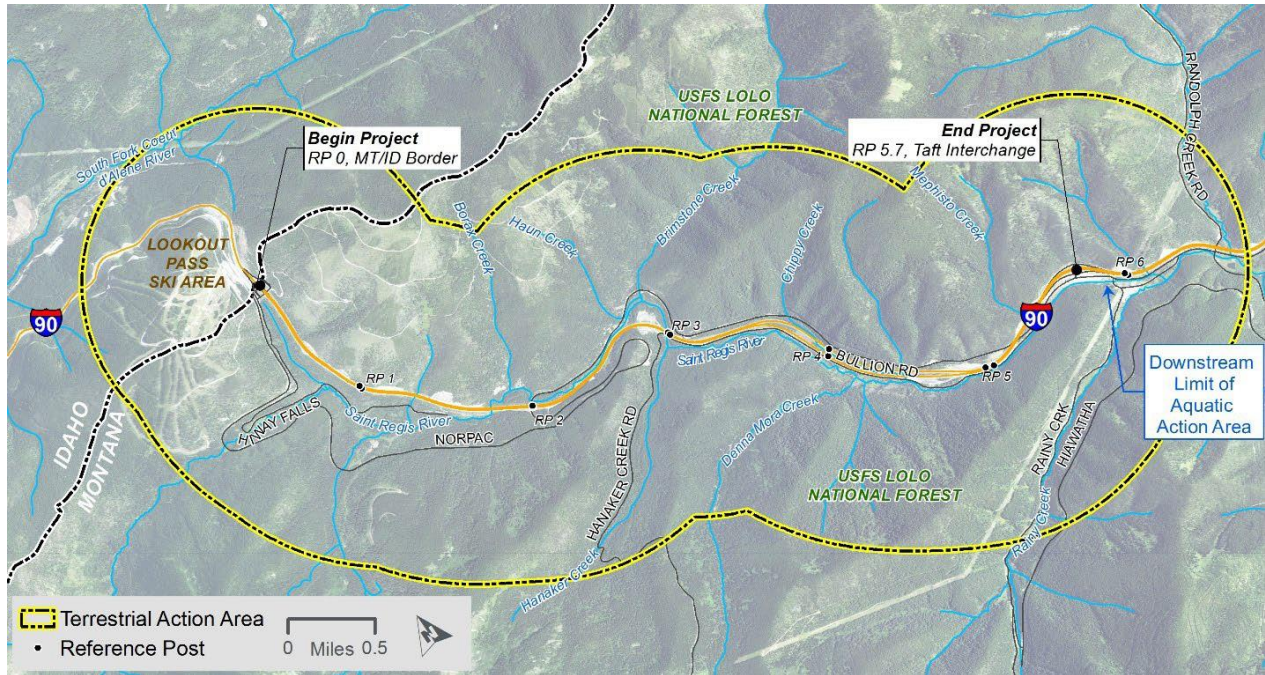 USFS LOLO
NATIONAL FOREST
RANDOLPH CREEK RD
South Fork Coeur
d'Alene River
Begin Project
RP 0, MT/ID Border
End Project
RP 5.7, Taft Interchange
Mephisto Creek
Borax Creek
Haun Creek
Brimstone Creek
Chippy Creek
LOOKOUT
PASS
SKI AREA
90
RP 6
90
RP 3
Saint Regis River
RP 4
BULLION RD
RP 5
Downstream
Limit of
Aquatic
Action Area
RP 1
RP 2
Saint Regis River
NORPAC
HANAKER CREEK RD
Denna Mora Creek
RAINY CRK
HIAWATHA
IDAHO
MONTANA
USFS LOLO
NATIONAL FOREST
Rainy Creek
Hanaker Creek
Terrestrial Action Area
Reference Post
0 Miles 0.5
N